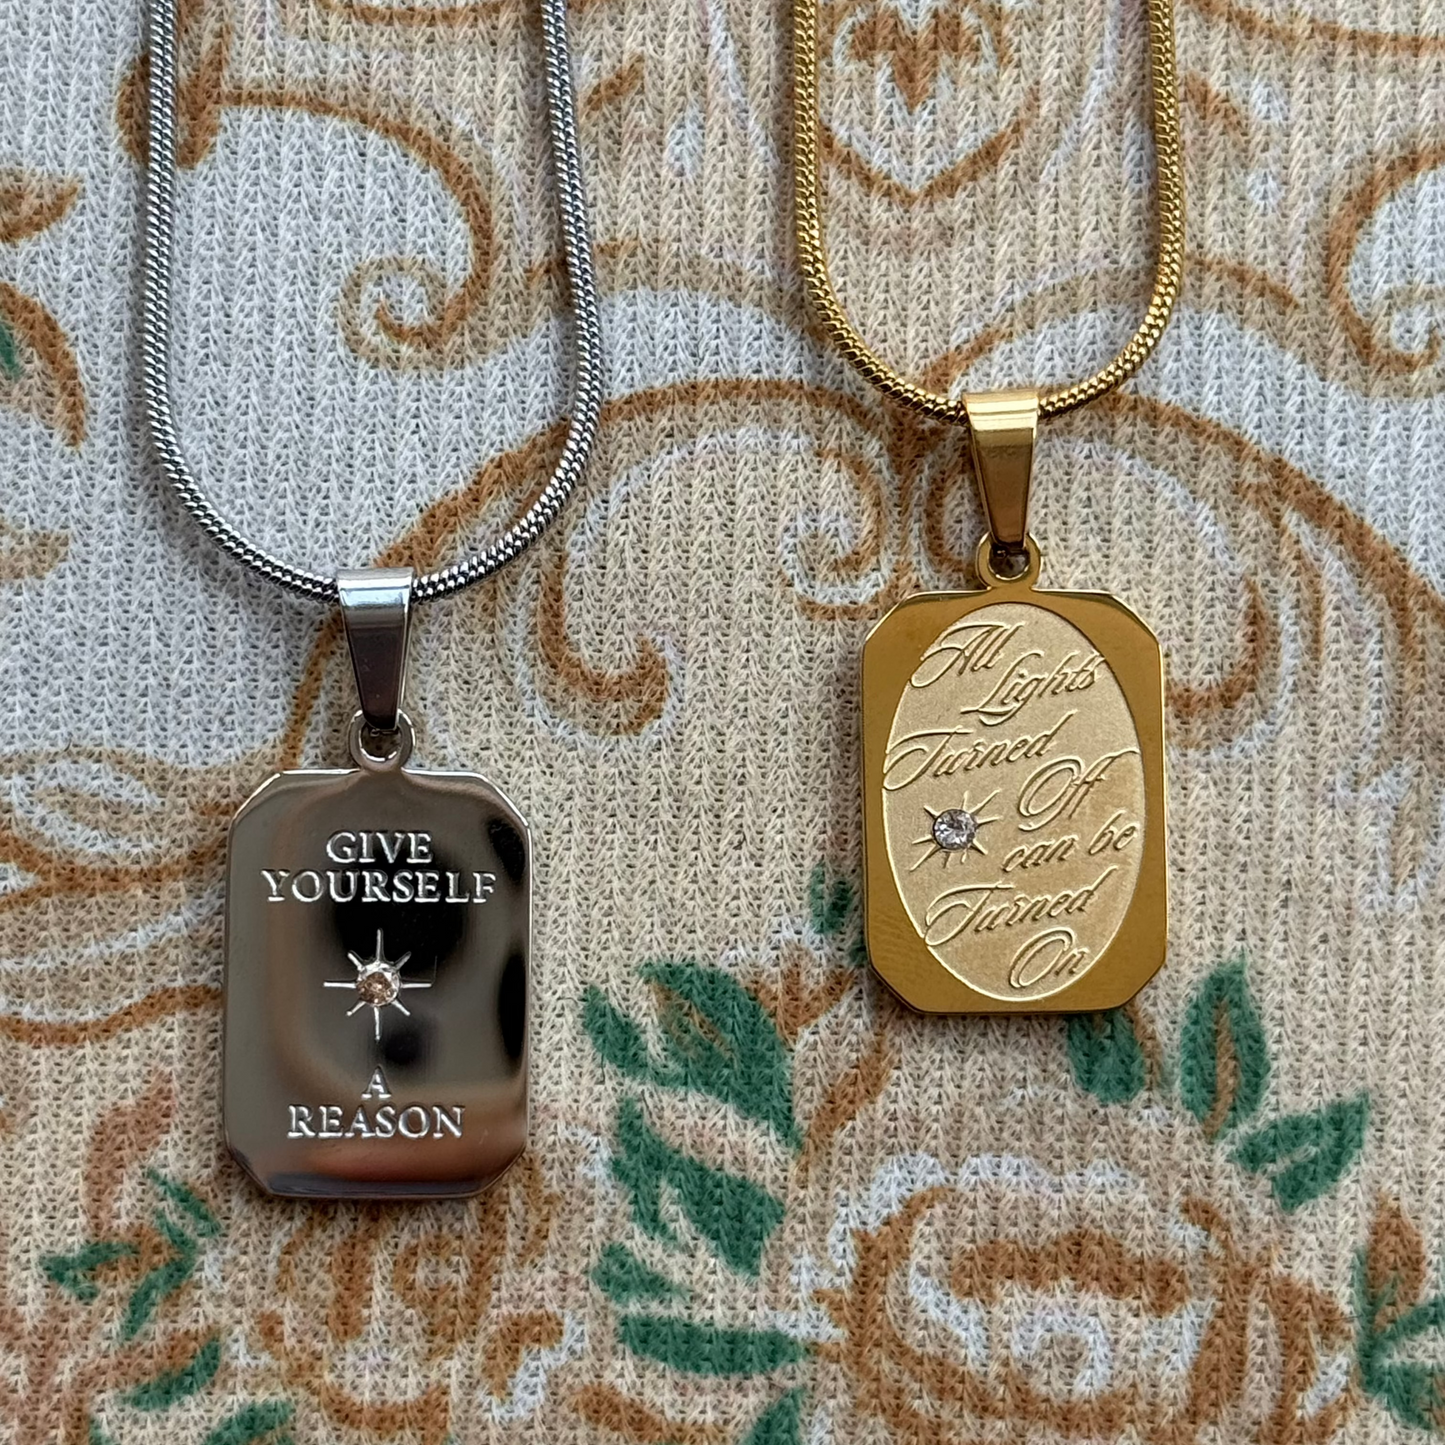 GIVE
YOURSELF
A
REASON
All
Lights
Turned
Off
can be
Turned
On